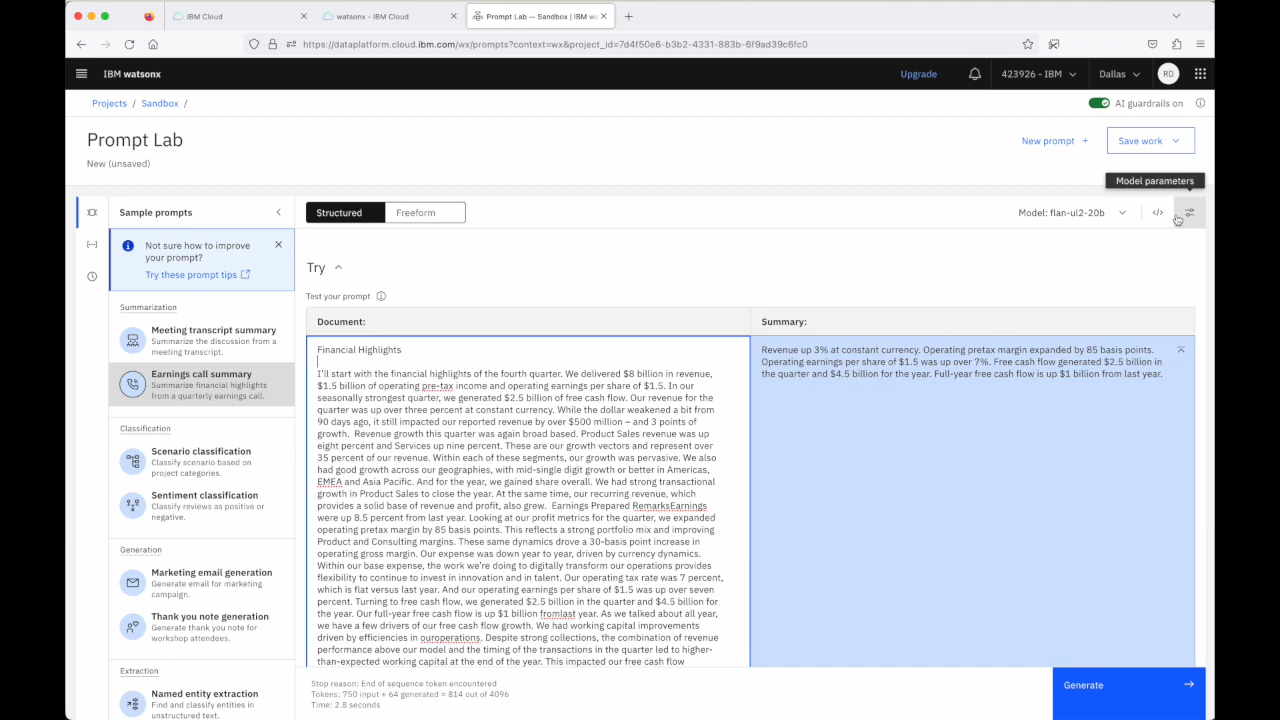 IBM Cloud
watsonx - IBM Cloud
Prompt Lab — Sandbox | IBM wa
https://dataplatform.cloud.ibm.com/wx/prompts?context=wx&project_id=7d4f50e6-b3b2-4331-883b-6f9ad39c6fc0
IBM watsonx
Upgrade
423926 - IBM
Dallas
RD
Projects / Sandbox /
AI guardrails on
Prompt Lab
New (unsaved)
New prompt +
Save work
Model parameters
Sample prompts
Structured
Freeform
Model: flan-ul2-20b
Not sure how to improve
your prompt?
Try these prompt tips
Summarization
Meeting transcript summary
Summarize the discussion from a
meeting transcript.
Earnings call summary
Summarize financial highlights
from a quarterly earnings call.
Classification
Scenario classification
Classify scenario based on
project categories.
Sentiment classification
Classify reviews as positive or
negative.
Generation
Marketing email generation
Generate email for marketing
campaign.
Thank you note generation
Generate thank you note for
workshop attendees.
Extraction
Named entity extraction
Find and classify entities in
unstructured text.
Try
Test your prompt
Document:
Financial Highlights
I'll start with the financial highlights of the fourth quarter. We delivered $8 billion in revenue,
$1.5 billion of operating pre-tax income and operating earnings per share of $1.5. In our
seasonally strongest quarter, we generated $2.5 billion of free cash flow. Our revenue for the
quarter was up over three percent at constant currency. While the dollar weakened a bit from
90 days ago, it still impacted our reported revenue by over $500 million – and 3 points of
growth. Revenue growth this quarter was again broad based. Product Sales revenue was up
eight percent and Services up nine percent. These are our growth vectors and represent over
35 percent of our revenue. Within each of these segments, our growth was pervasive. We also
had good growth across our geographies, with mid-single digit growth or better in Americas,
EMEA and Asia Pacific. And for the year, we gained share overall. We had strong transactional
growth in Product Sales to close the year. At the same time, our recurring revenue, which
provides a solid base of revenue and profit, also grew. Earnings Prepared RemarksEarnings
were up 8.5 percent from last year. Looking at our profit metrics for the quarter, we expanded
operating pretax margin by 85 basis points. This reflects a strong portfolio mix and improving
Product and Consulting margins. These same dynamics drove a 30-basis point increase in
operating gross margin. Our expense was down year to year, driven by currency dynamics.
Within our base expense, the work we're doing to digitally transform our operations provides
flexibility to continue to invest in innovation and in talent. Our operating tax rate was 7 percent,
which is flat versus last year. And our operating earnings per share of $1.5 was up over seven
percent. Turning to free cash flow, we generated $2.5 billion in the quarter and $4.5 billion for
the year. Our full-year free cash flow is up $1 billion fromlast year. As we talked about all year,
we have a few drivers of our free cash flow growth. We had working capital improvements
driven by efficiencies in ouroperations. Despite strong collections, the combination of revenue
performance above our model and the timing of the transactions in the quarter led to higher-
than-expected working capital at the end of the year. This impacted our free cash flow
Summary:
Revenue up 3% at constant currency. Operating pretax margin expanded by 85 basis points.
Operating earnings per share of $1.5 was up over 7%. Free cash flow generated $2.5 billion in
the quarter and $4.5 billion for the year. Full-year free cash flow is up $1 billion from last year.
Stop reason: End of sequence token encountered
Tokens: 750 input + 64 generated = 814 out of 4096
Time: 2.8 seconds
Generate